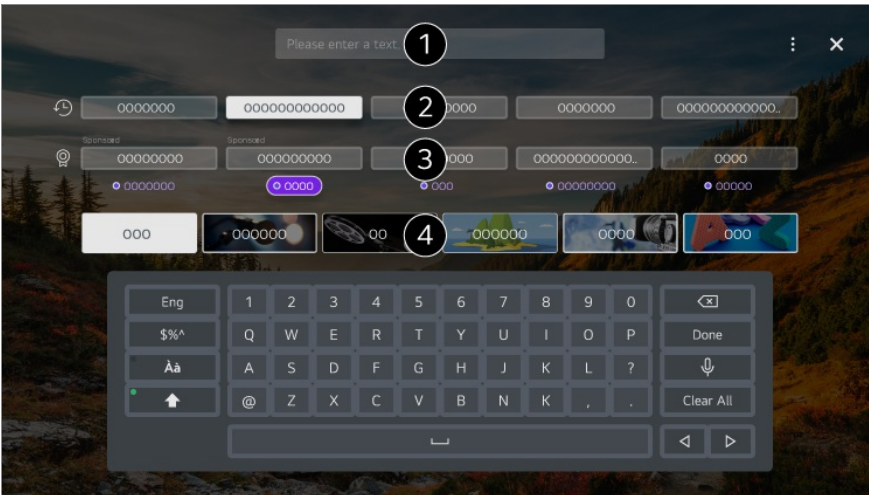 Please enter a text. 1
0000000 0000000000000 2 0000 0000000 000000000000..
Sponsored Sponsored
00000000 000000000 3 000 000000000000.. 0000
0000000 0000 000 00000000 00000
000 000000 00 4 000000 0000 000
Eng 1 2 3 4 5 6 7 8 9 0
$%^ Q W E R T Y U I O P Done
Àà A S D F G H J K L ?
@ Z X C V B N K , . Clear All